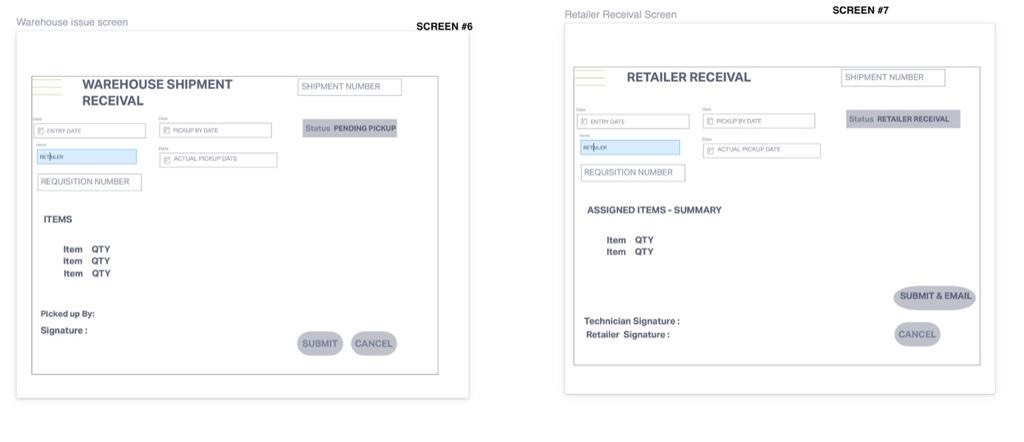 Warehouse issue screen
SCREEN #6
WAREHOUSE SHIPMENT
RECEIVAL
SHIPMENT NUMBER
Date
ENTRY DATE
Date
PICKUP BY DATE
Status PENDING PICKUP
Name
RETAILER
Date
ACTUAL PICKUP DATE
REQUISITION NUMBER
ITEMS
Item QTY
Item QTY
Item QTY
Picked up By:
Signature :
SUBMIT
CANCEL
Retailer Receival Screen
SCREEN #7
RETAILER RECEIVAL
SHIPMENT NUMBER
Date
ENTRY DATE
Date
PICKUP BY DATE
Status RETAILER RECEIVAL
Name
RETAILER
Date
ACTUAL PICKUP DATE
REQUISITION NUMBER
ASSIGNED ITEMS - SUMMARY
Item QTY
Item QTY
SUBMIT & EMAIL
Technician Signature :
Retailer Signature :
CANCEL